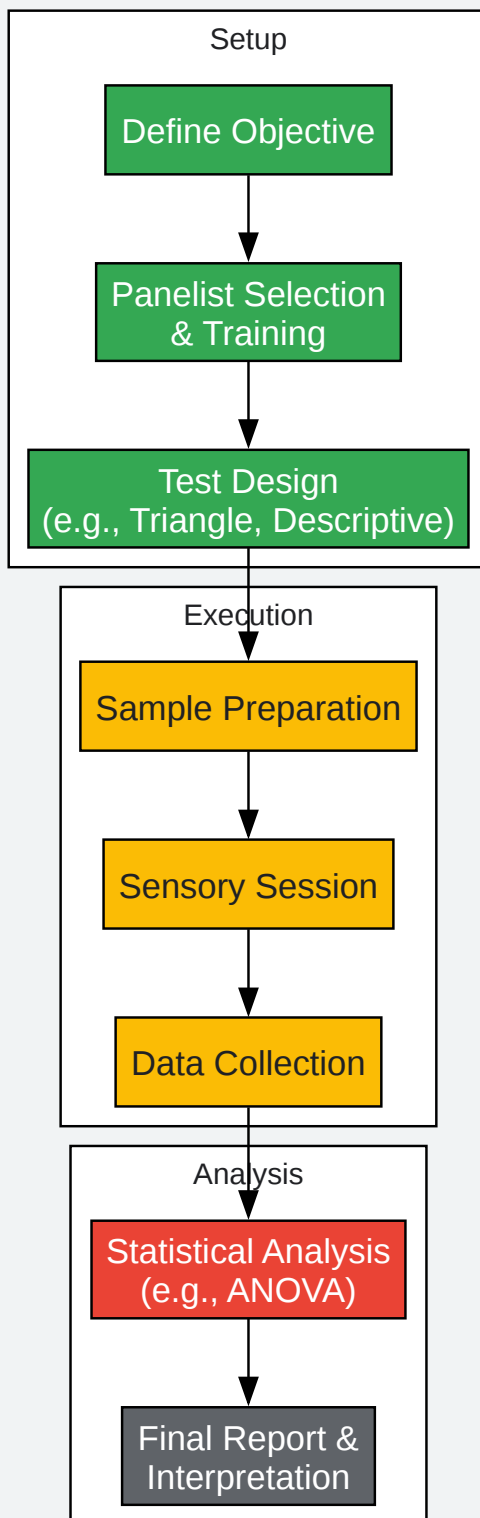 Setup
Define Objective
Panelist Selection
& Training
Test Design
(e.g., Triangle, Descriptive)
Execution
Sample Preparation
Sensory Session
Data Collection
Analysis
Statistical Analysis
(e.g., ANOVA)
Final Report &
Interpretation